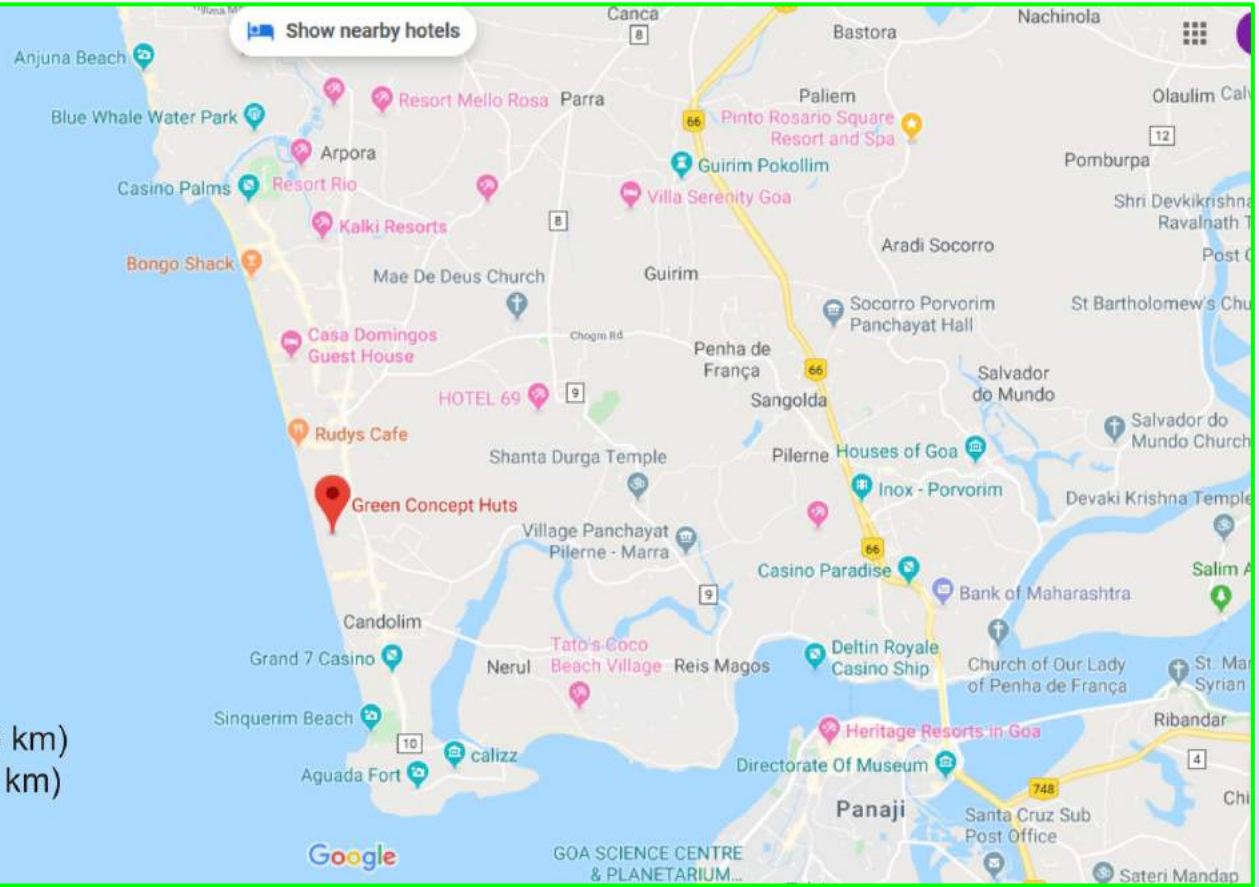 Canca
Nachinola
8
Bastora
Show nearby hotels
Anjuna Beach
Resort Mello Rosa
Parra
Paliem
Olaulim
Blue Whale Water Park
66
Pinto Rosario Square
Resort and Spa
12
Arpora
Guirim Pokollim
Pomburpa
Casino Palms
Resort Rio
Villa Serenity Goa
Shri Devkikrishna
Ravalnath
Kalki Resorts
8
Aradi Socorro
Bongo Shack
Mae De Deus Church
Guirim
Post
Socorro Porvorim
Panchayat Hall
St Bartholomew's
Casa Domingos
Guest House
Chogm Rd
Penha de
França
66
Salvador
do Mundo
HOTEL 69
9
Sangolda
Rudys Cafe
Salvador do
Mundo Church
Shanta Durga Temple
Pilerne
Houses of Goa
Inox - Porvorim
Green Concept Huts
Devaki Krishna Temple
Village Panchayat
Pilerne - Marra
66
Casino Paradise
Salim
9
Bank of Maharashtra
Candolim
Grand 7 Casino
Nerul
Tato's Coco
Beach Village
Reis Magos
Deltin Royale
Casino Ship
Church of Our Lady
of Penha de França
St.
Syrian
Sinquerim Beach
10
Heritage Resorts in Goa
Ribandar
km)
km)
calizz
Aguada Fort
Directorate Of Museum
4
748
Panaji
Santa Cruz Sub
Post Office
Google
GOA SCIENCE CENTRE
& PLANETARIUM...
Sateri Mandap